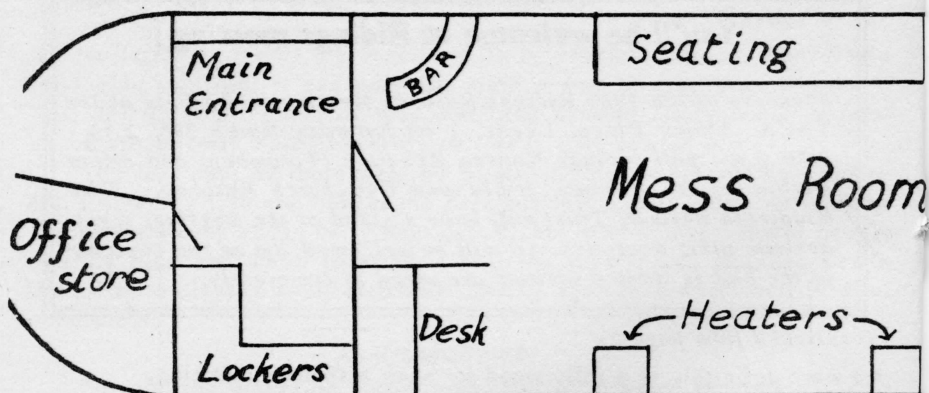 Main
Entrance
BAR
Seating
Mess Room
Office
store
Desk
Heaters
Lockers